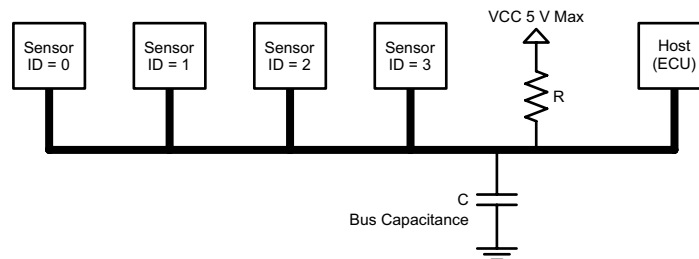 VCC 5 V Max
Sensor
ID = 0
Sensor
ID = 1
Sensor
ID = 2
Sensor
ID = 3
Host
(ECU)
R
C
Bus Capacitance